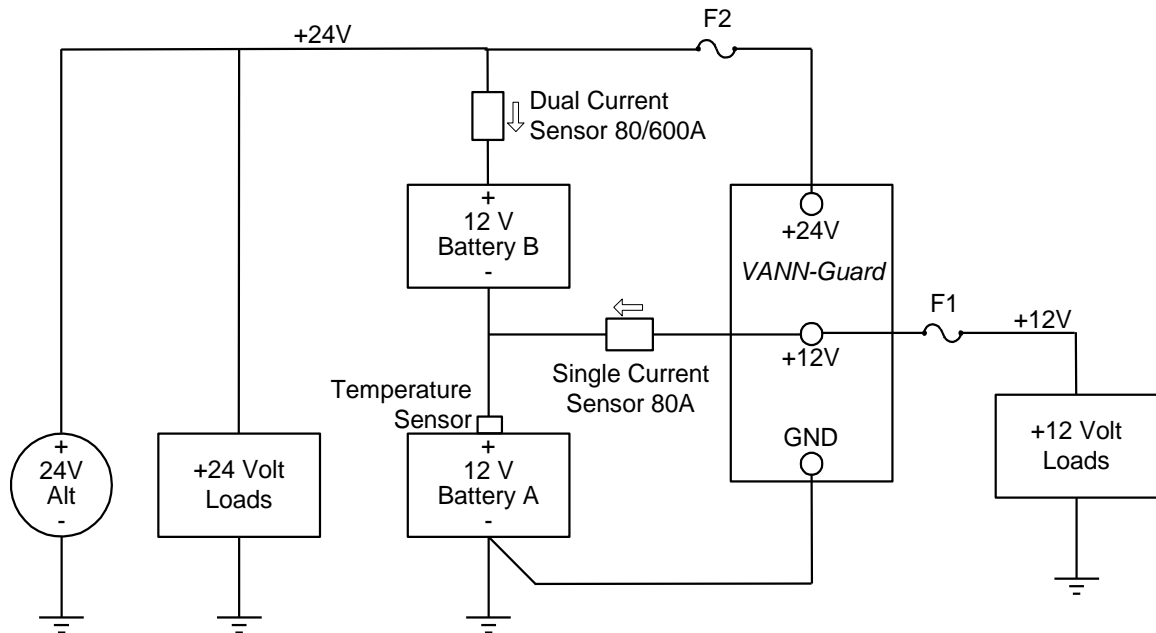 F2
+24V
Dual Current
Sensor 80/600A
+
12 V
Battery B
-
+24V
VANN-Guard
F1
+12V
+12V
Single Current
Sensor 80A
Temperature
Sensor
GND
+
24V
Alt
-
+24 Volt
Loads
+
12 V
Battery A
-
+12 Volt
Loads